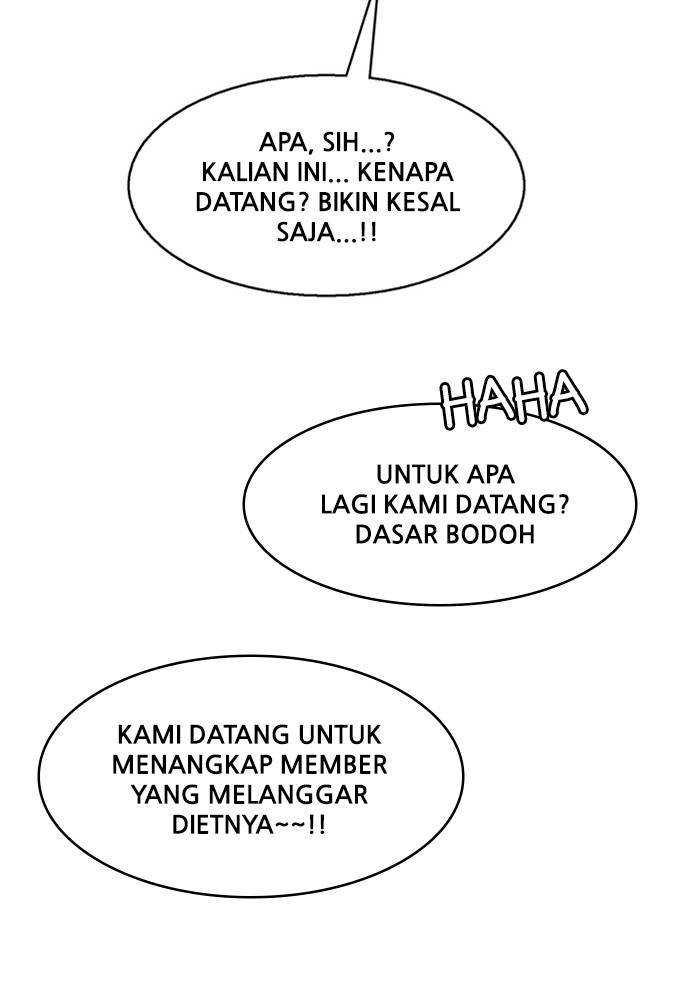 APA, SIH...?
KALIAN INI... KENAPA
DATANG? BIKIN KESAL
SAJA...!!
HAHA
UNTUK APA
LAGI KAMI DATANG?
DASAR BODOH
KAMI DATANG UNTUK
MENANGKAP MEMBER
YANG MELANGGAR
DIETNYA~~!!